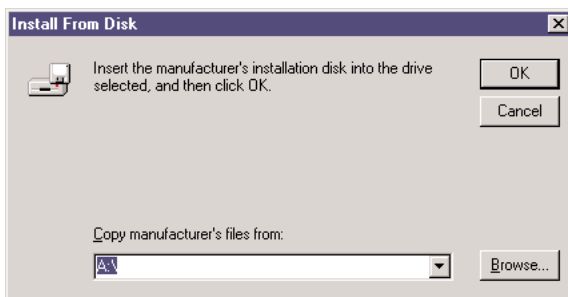 Install From Disk
Insert the manufacturer's installation disk into the drive
selected, and then click OK.
OK
Cancel
Copy manufacturer's files from:
A:\
Browse...